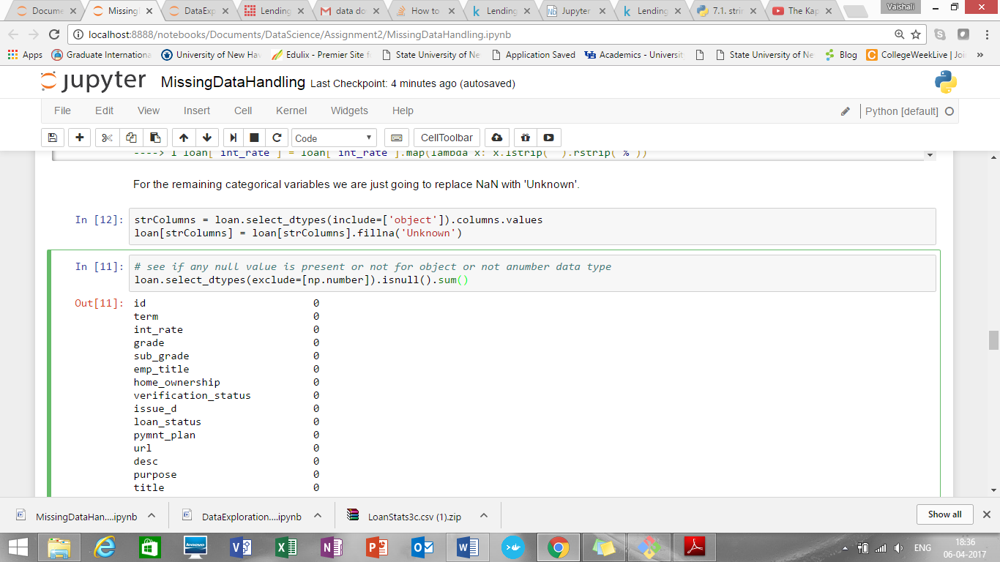 Docume
Missing
DataExp
Lending
data do
How to
Lending
Jupyter
Lending
7.1. strin
The Kap
Vaishali
localhost:8888/notebooks/Documents/DataScience/Assignment2/MissingDataHandling.ipynb
Apps
Graduate Internationa
University of New Hav
Edulix - Premier Site f
State University of Ne
Application Saved
Academics - Universit
State University of Ne
Blog
CollegeWeekLive | Joi
»
jupyter MissingDataHandling Last Checkpoint: 4 minutes ago (autosaved)
File Edit View Insert Cell Kernel Widgets Help
Python [default]
Code
CellToolbar
----> 1 loan[ int_rate ] = loan[ int_rate ].map(lambda x: x.lstrip( ).rstrip( % ))
For the remaining categorical variables we are just going to replace NaN with 'Unknown'.
In [12]: strColumns = loan.select_dtypes(include=['object']).columns.values
loan[strColumns] = loan[strColumns].fillna('Unknown')
In [11]: # see if any null value is present or not for object or not anumber data type
loan.select_dtypes(exclude=[np.number]).isnull().sum()
Out[11]: id 0
term 0
int_rate 0
grade 0
sub_grade 0
emp_title 0
home_ownership 0
verification_status 0
issue_d 0
loan_status 0
pymnt_plan 0
url 0
desc 0
purpose 0
title 0
MissingDataHan....ipynb
DataExploration....ipynb
LoanStats3c.csv (1).zip
Show all
lenovo
ENG
18:36
06-04-2017